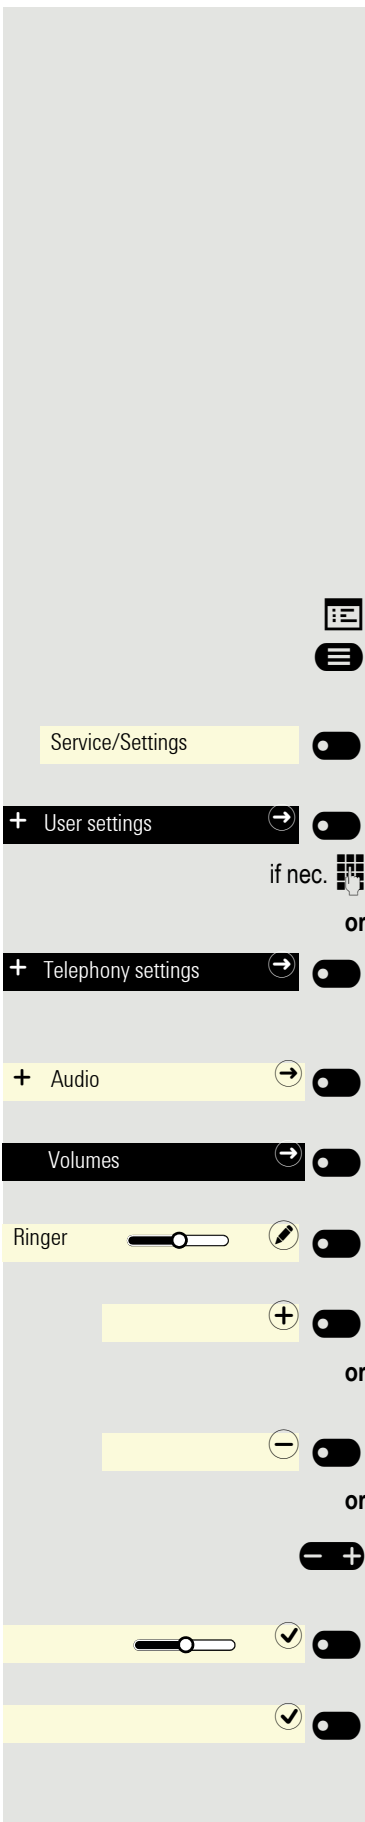 Service/Settings
+ User settings
if nec.
or
+ Telephony settings
+ Audio
Volumes
Ringer
or
or